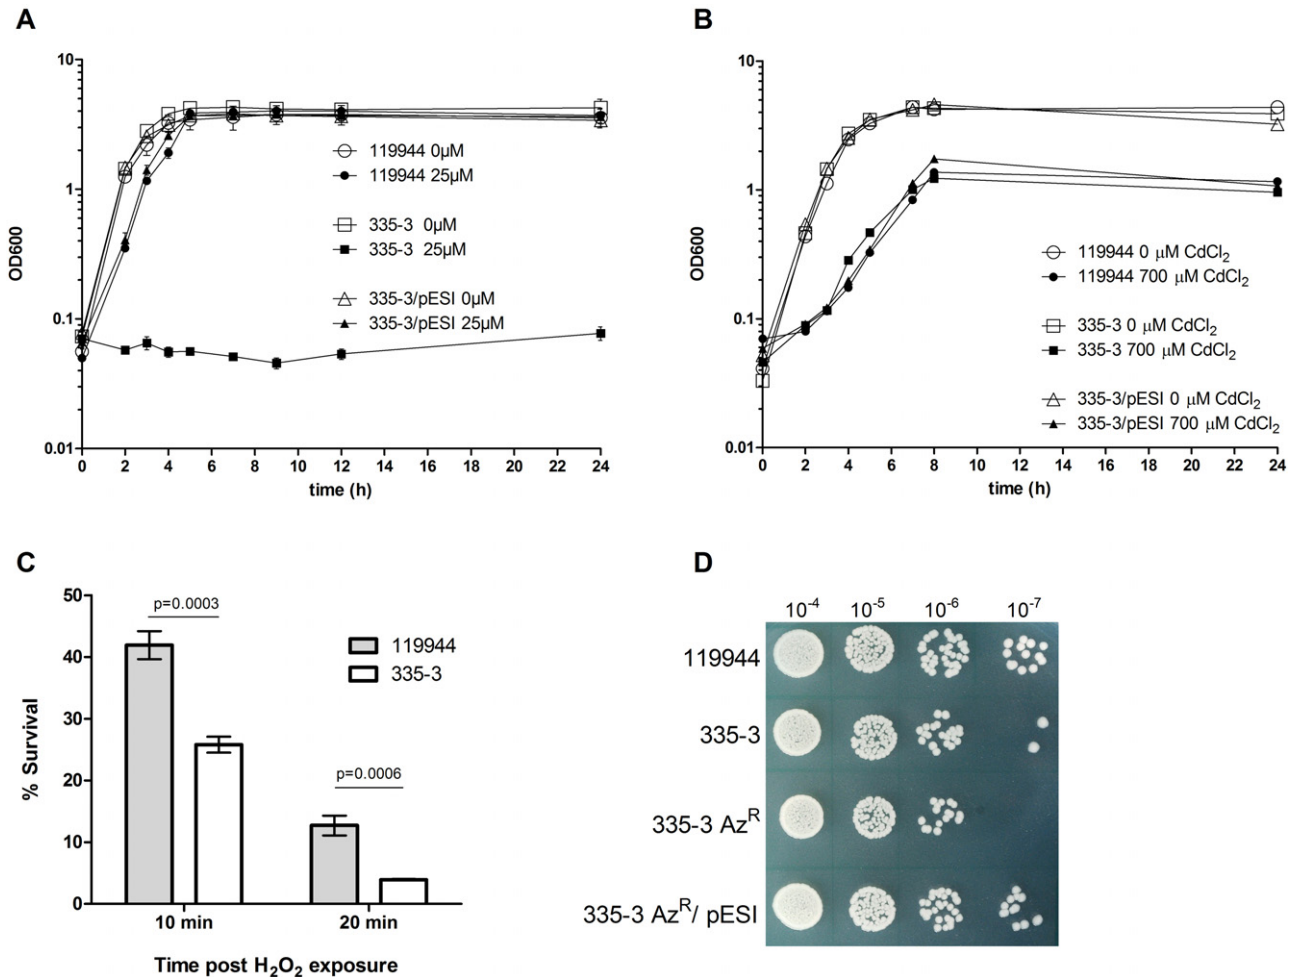 A
10
1
0.1
0.01
OD600
0 2 4 6 8 10 12 14 16 18 20 22 24
time (h)
119944 0µM
119944 25µM
335-3 0µM
335-3 25µM
335-3/pESI 0µM
335-3/pESI 25µM
B
10
1
0.1
0.01
OD600
0 2 4 6 8 10 12 14 16 18 20 22 24
time (h)
119944 0 µM CdCl₂
119944 700 µM CdCl₂
335-3 0 µM CdCl₂
335-3 700 µM CdCl₂
335-3/pESI 0 µM CdCl₂
335-3/pESI 700 µM CdCl₂
C
50
40
30
20
10
0
% Survival
p=0.0003
p=0.0006
119944
335-3
10 min 20 min
Time post H₂O₂ exposure
D
10⁻⁴ 10⁻⁵ 10⁻⁶ 10⁻⁷
119944
335-3
335-3 Azᴿ
335-3 Azᴿ/ pESI